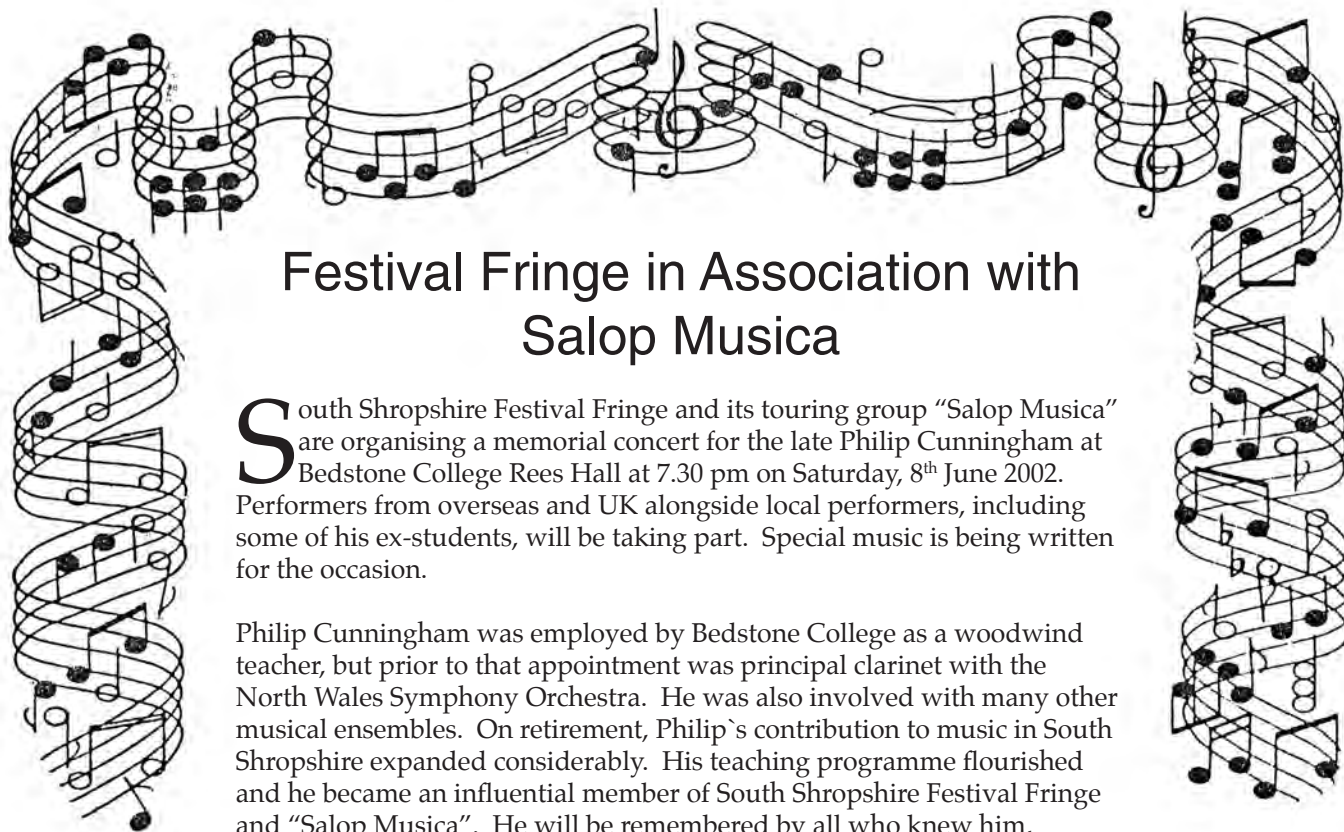 Festival Fringe in Association with
Salop Musica
South Shropshire Festival Fringe and its touring group “Salop Musica”
are organising a memorial concert for the late Philip Cunningham at
Bedstone College Rees Hall at 7.30 pm on Saturday, 8th June 2002.
Performers from overseas and UK alongside local performers, including
some of his ex-students, will be taking part.  Special music is being written
for the occasion.
Philip Cunningham was employed by Bedstone College as a woodwind
teacher, but prior to that appointment was principal clarinet with the
North Wales Symphony Orchestra.  He was also involved with many other
musical ensembles.  On retirement, Philip`s contribution to music in South
Shropshire expanded considerably.  His teaching programme flourished
and he became an influential member of South Shropshire Festival Fringe
and “Salop Musica”.  He will be remembered by all who knew him,